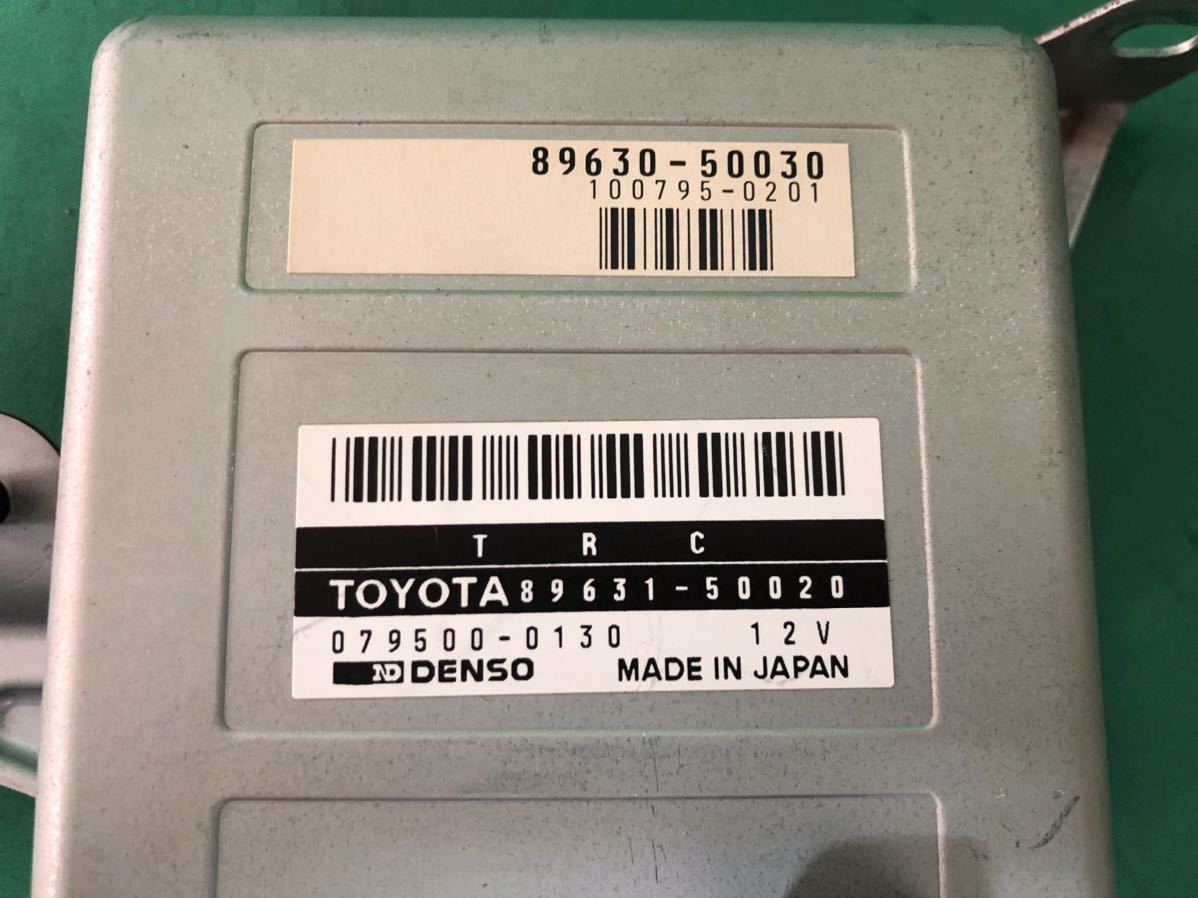 89630-50030
100795-0201
T R C
TOYOTA 89631-50020
079500-0130 12V
ND DENSO MADE IN JAPAN